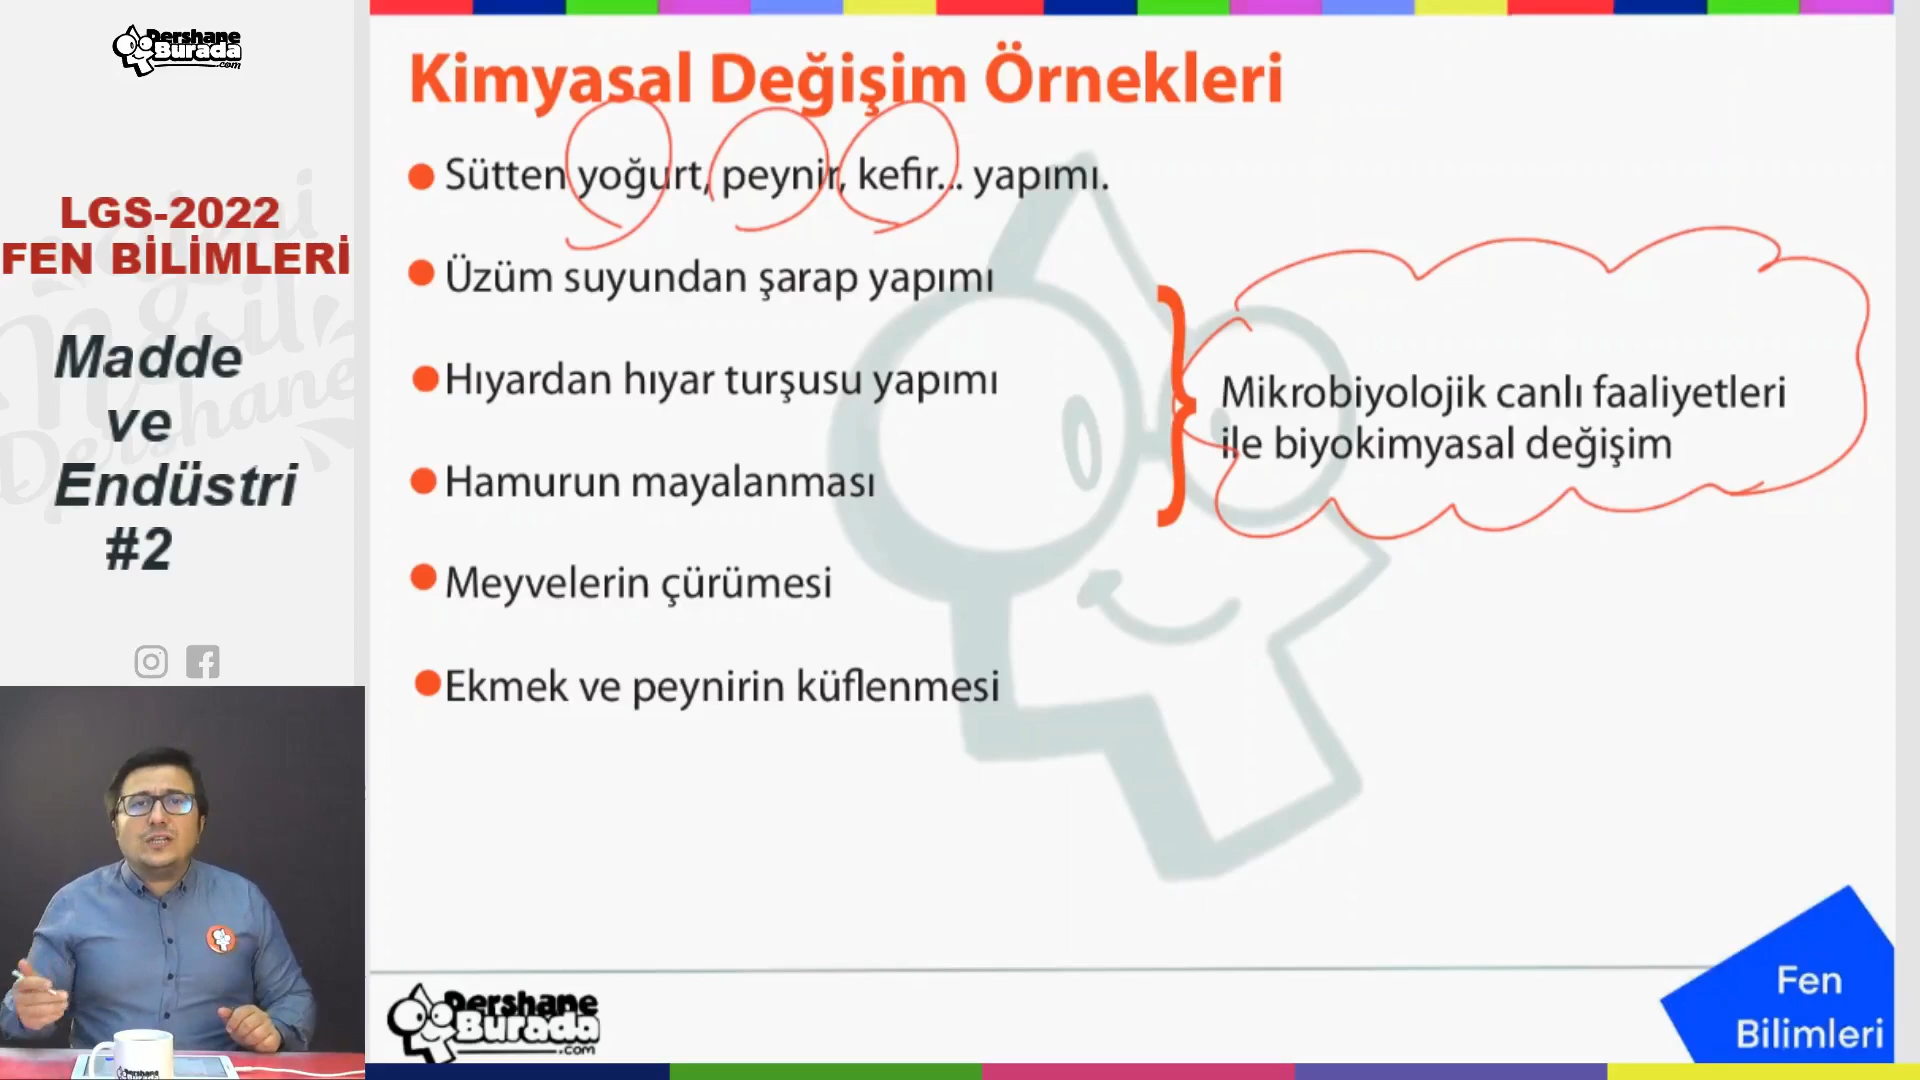 Dershane
Burada
.com
LGS-2022
FEN BİLİMLERİ
Madde
ve
Endüstri
#2
Kimyasal Değişim Örnekleri
Sütten yoğurt, peynir, kefir... yapımı.
Üzüm suyundan şarap yapımı
Hıyardan hıyar turşusu yapımı
Hamurun mayalanması
Meyvelerin çürümesi
Ekmek ve peynirin küflenmesi
Mikrobiyolojik canlı faaliyetleri
ile biyokimyasal değişim
Dershane
Burada
.com
Fen
Bilimleri